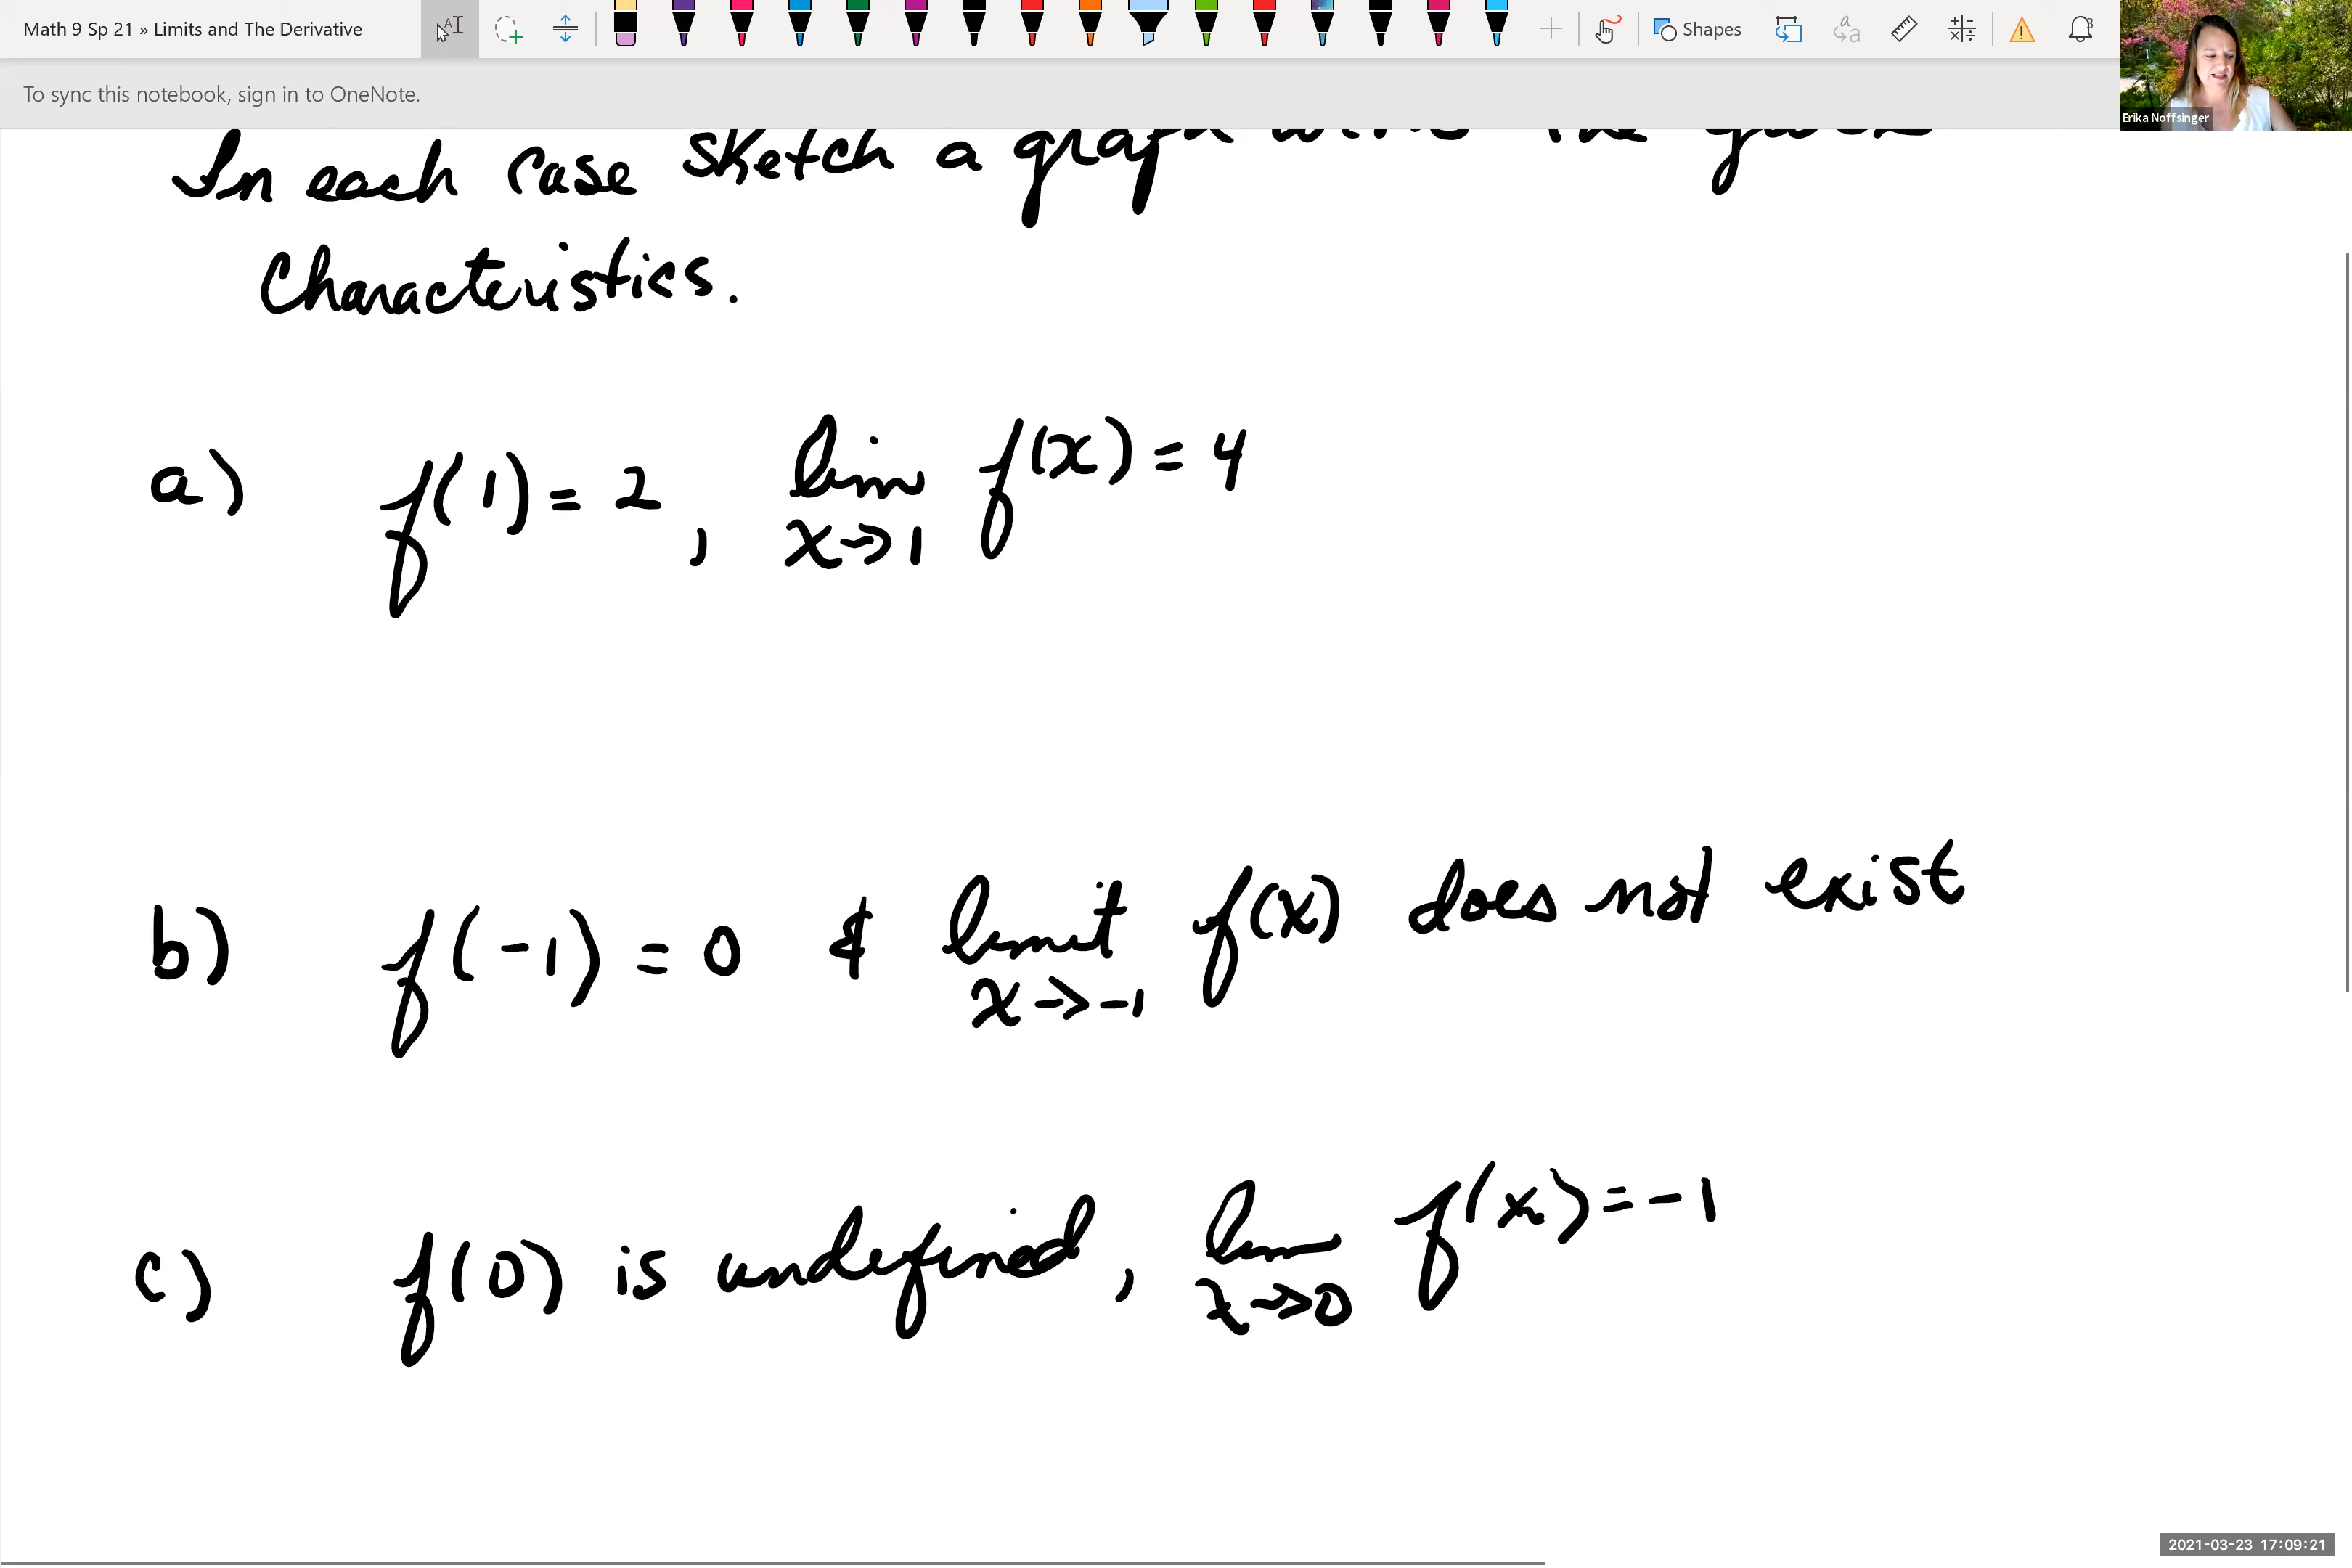 Math 9 Sp 21 » Limits and The Derivative
Shapes
To sync this notebook, sign in to OneNote.
Erika Noffsinger
In each case sketch a graph
Characteristics.
a) f(1) = 2, lim f(x) = 4
x→1
b) f(-1) = 0 & limit f(x) does not exist
x→-1
c) f(0) is undefined, lim f(x) = -1
x→0
2021-03-23 17:09:21